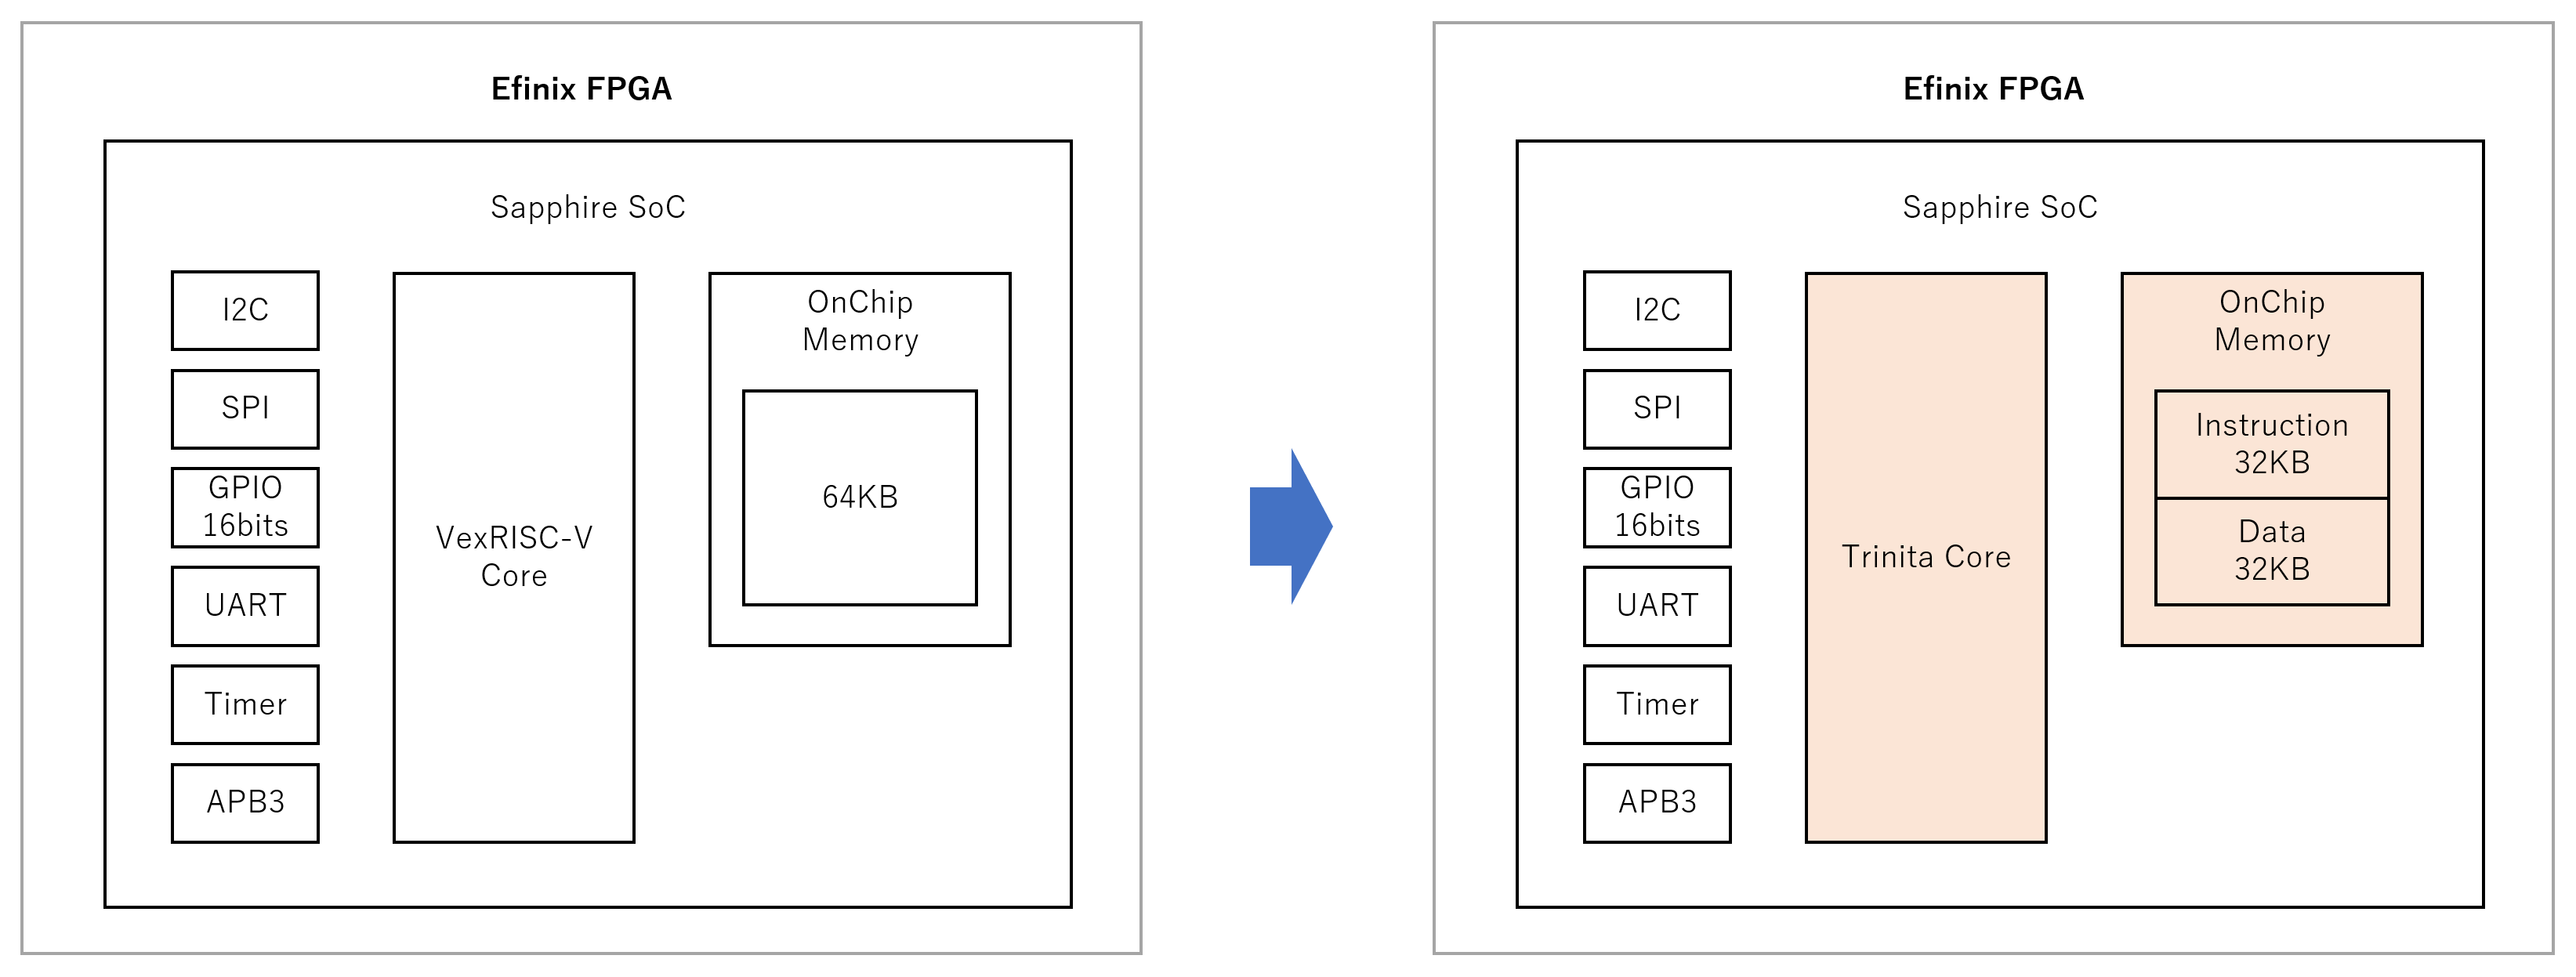 Efinix FPGA
Sapphire SoC
I2C
SPI
GPIO
16bits
UART
Timer
APB3
VexRISC-V
Core
OnChip
Memory
64KB
Efinix FPGA
Sapphire SoC
I2C
SPI
GPIO
16bits
UART
Timer
APB3
Trinita Core
OnChip
Memory
Instruction
32KB
Data
32KB